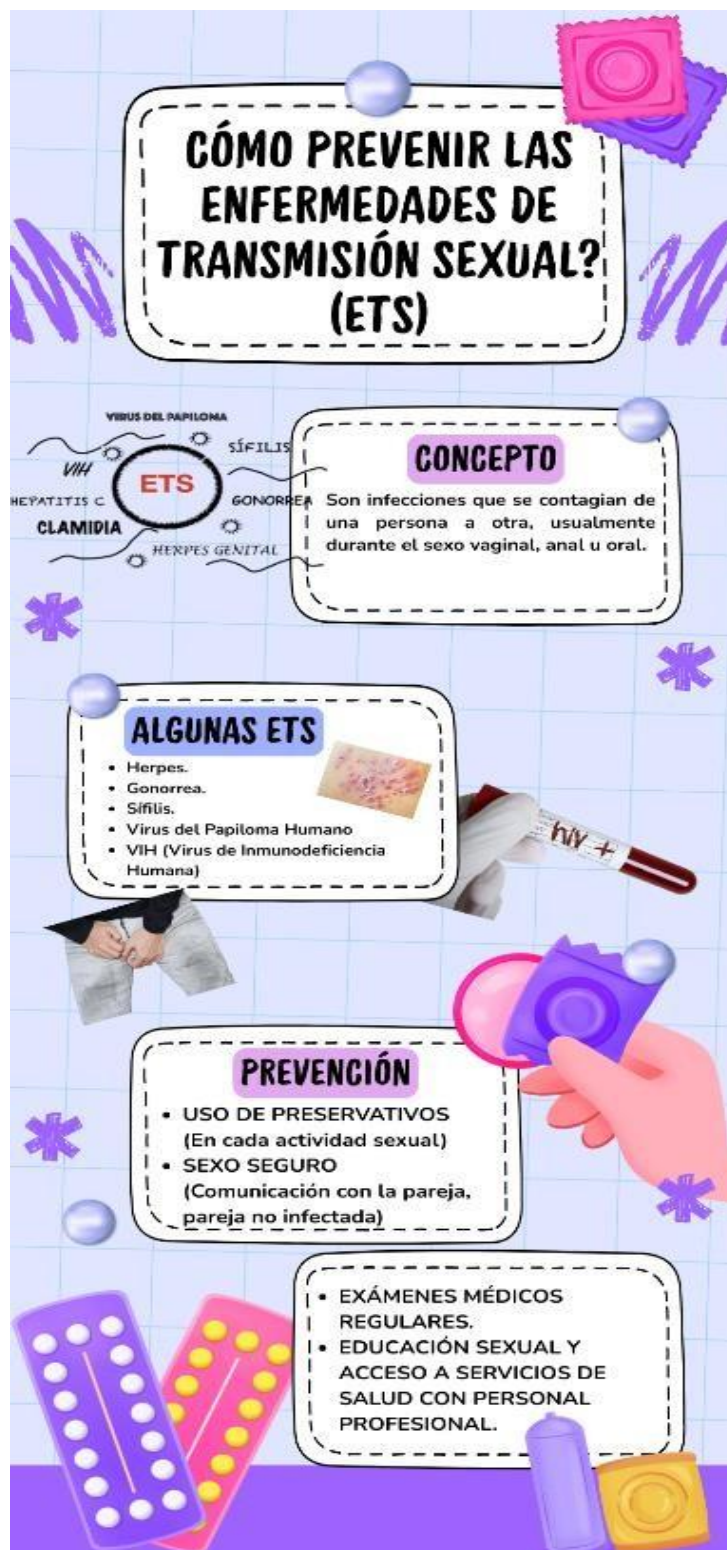 CÓMO PREVENIR LAS
ENFERMEDADES DE
TRANSMISIÓN SEXUAL?
(ETS)
VIRUS DEL PAPILOMA
SÍFILIS
VIH
ETS
HEPATITIS C
GONORREA
CLAMIDIA
HERPES GENITAL
CONCEPTO
Son infecciones que se contagian de
una persona a otra, usualmente
durante el sexo vaginal, anal u oral.
ALGUNAS ETS
• Herpes.
• Gonorrea.
• Sífilis.
• Virus del Papiloma Humano
• VIH (Virus de Inmunodeficiencia
Humana)
hiv +
PREVENCIÓN
• USO DE PRESERVATIVOS
(En cada actividad sexual)
• SEXO SEGURO
(Comunicación con la pareja,
pareja no infectada)
• EXÁMENES MÉDICOS
REGULARES.
• EDUCACIÓN SEXUAL Y
ACCESO A SERVICIOS DE
SALUD CON PERSONAL
PROFESIONAL.